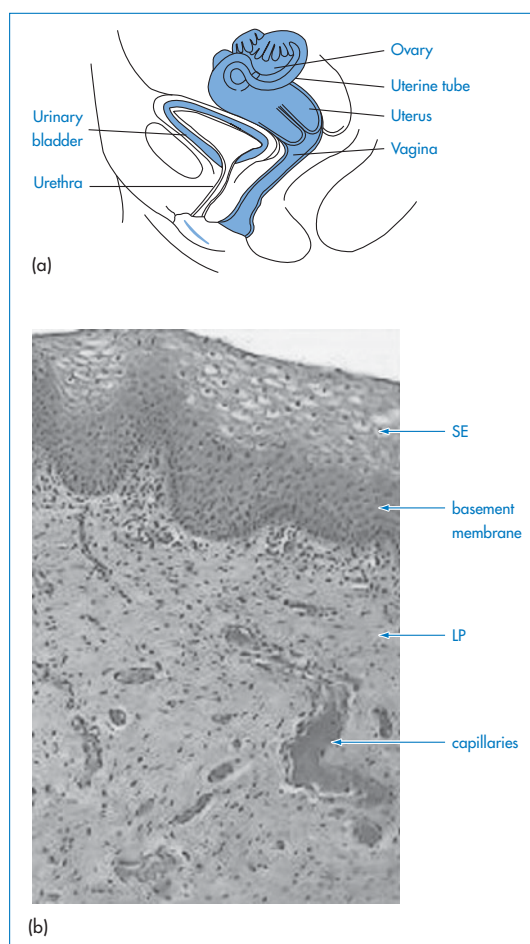 Ovary
Uterine tube
Uterus
Urinary
bladder
Vagina
Urethra
(a)
SE
basement
membrane
LP
capillaries
(b)